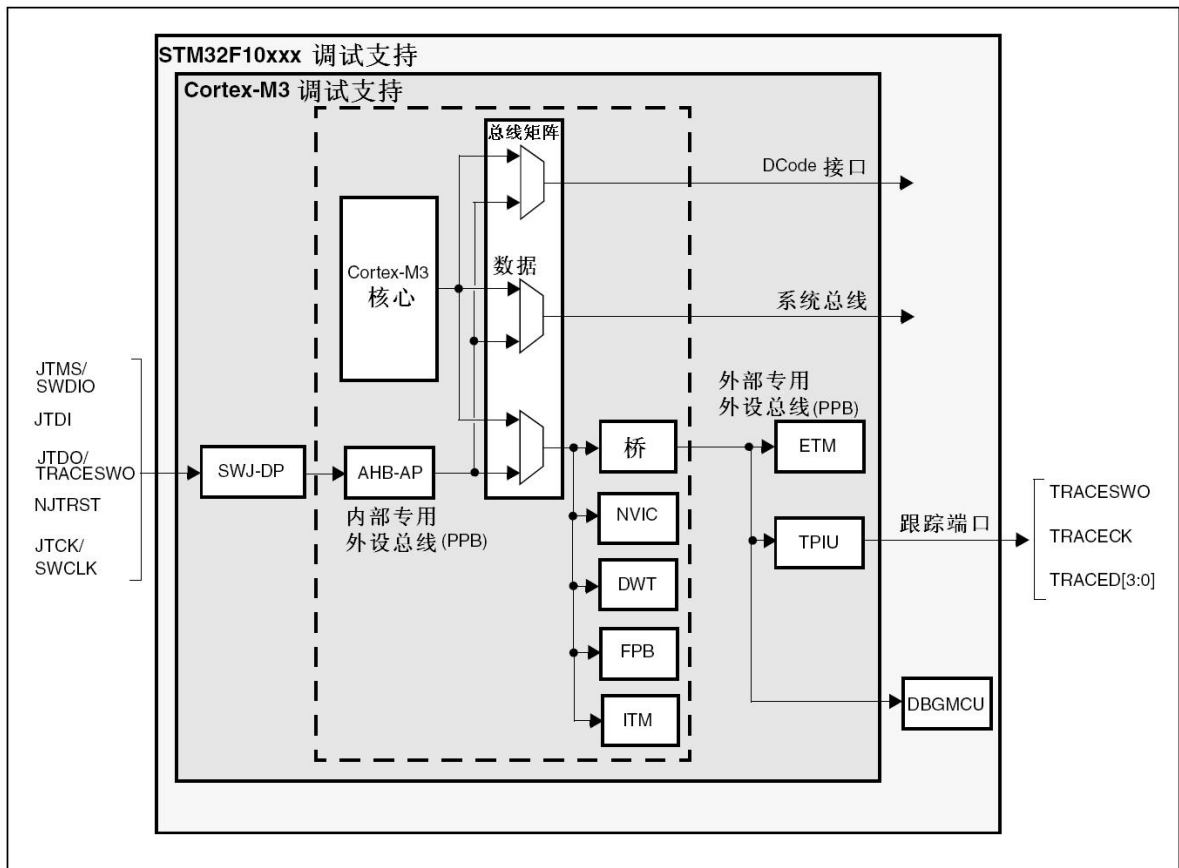 STM32F10xxx 调试支持
Cortex-M3 调试支持
总线矩阵
DCode 接口
Cortex-M3
核心
数据
系统总线
JTMS/
SWDIO
JTDI
JTDO/
TRACESWO
NJTRST
JTCK/
SWCLK
SWJ-DP
AHB-AP
内部专用
外设总线(PPB)
桥
NVIC
DWT
FPB
ITM
外部专用
外设总线(PPB)
ETM
TPIU
跟踪端口
TRACESWO
TRACECK
TRACED[3:0]
DBGMCU